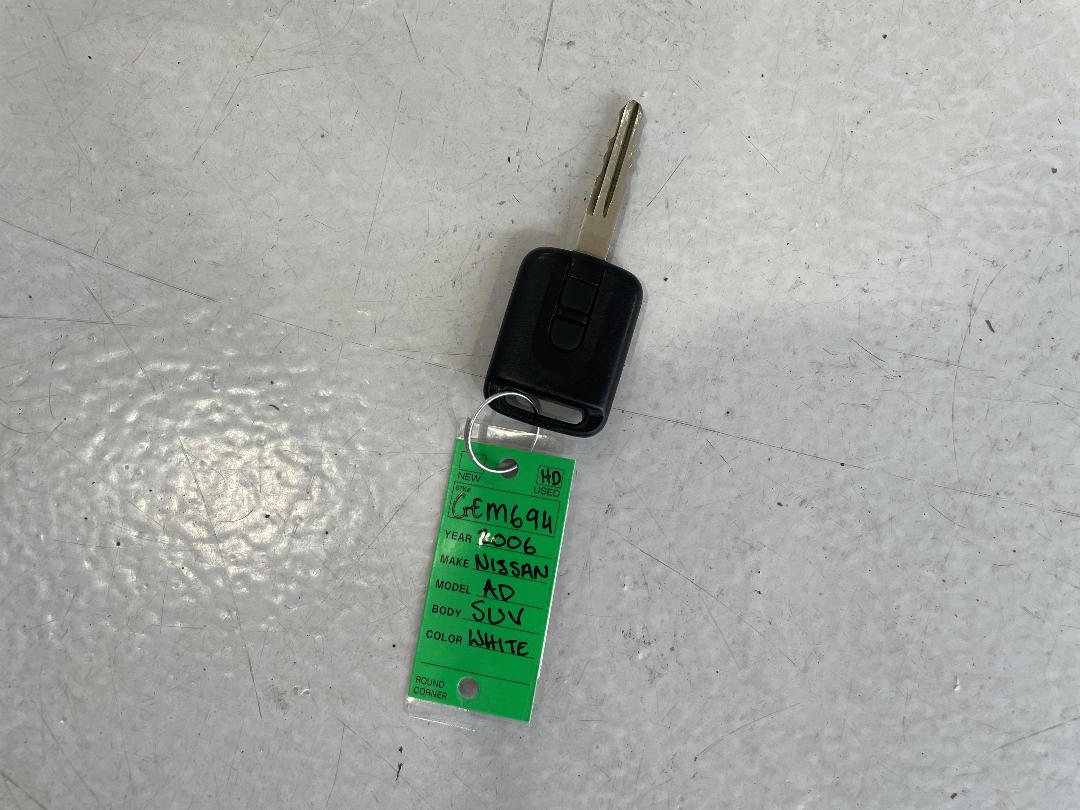 HD
NEW USED
STK#
GEM694
YEAR 2006
MAKE NISSAN
MODEL AD
BODY SUV
COLOR WHITE
ROUND
CORNER